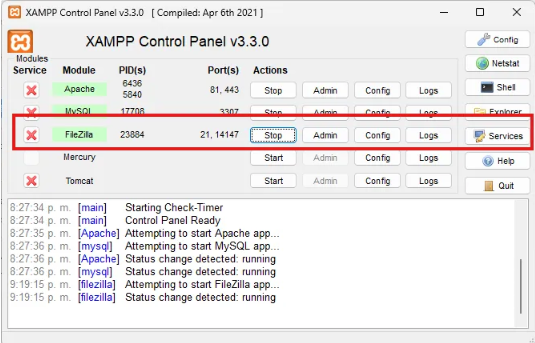 XAMPP Control Panel v3.3.0 [ Compiled: Apr 6th 2021 ]
XAMPP Control Panel v3.3.0
Config
Modules
Service Module PID(s) Port(s) Actions
Netstat
Apache 6436 5840 81, 443 Stop Admin Config Logs
Shell
MySQL 17708 3307
Explorer
FileZilla 23884 21, 14147 Stop Admin Config Logs
Services
Mercury Start Admin Config Logs
Help
Tomcat Start Admin Config Logs
Quit
8:27:34 p. m. [main] Starting Check-Timer
8:27:34 p. m. [main] Control Panel Ready
8:27:35 p. m. [Apache] Attempting to start Apache app...
8:27:36 p. m. [mysql] Attempting to start MySQL app...
8:27:36 p. m. [Apache] Status change detected: running
8:27:36 p. m. [mysql] Status change detected: running
9:19:15 p. m. [filezilla] Attempting to start FileZilla app...
9:19:15 p. m. [filezilla] Status change detected: running